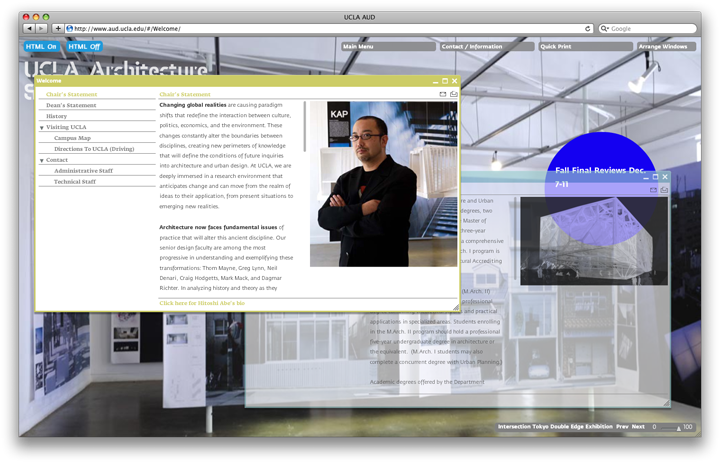 UCLA AUD
http://www.aud.ucla.edu/#/Welcome/
Google
HTML On
HTML Off
Main Menu
Contact / Information
Quick Print
Arrange Windows
UCLA Architecture
Welcome
Chair's Statement
Dean's Statement
History
Visiting UCLA
Campus Map
Directions To UCLA (Driving)
Contact
Administrative Staff
Technical Staff
Chair's Statement
Changing global realities are causing paradigm
shifts that redefine the interaction between culture,
politics, economics, and the environment. These
changes constantly alter the boundaries between
disciplines, creating new perimeters of knowledge
that will define the conditions of future inquiries
into architecture and urban design. At UCLA, we are
deeply immersed in a research environment that
anticipates change and can move from the realm of
ideas to their application, from present situations to
emerging new realities.
Architecture now faces fundamental issues of
practice that will alter this ancient discipline. Our
senior design faculty are among the most
progressive in understanding and exemplifying these
transformations: Thom Mayne, Greg Lynn, Neil
Denari, Craig Hodgetts, Mark Mack, and Dagmar
Richter. In analyzing history and theory as they
Click here for Hitoshi Abe's bio
KAP
Fall Final Reviews Dec.
7-11
re and Urban
degrees, two
Master of
three-year
a comprehensive
I program is
tural Accrediting
(M.Arch. II)
professional
and practical
applications in specialized areas. Students enrolling
in the M.Arch. II program should hold a professional
five-year undergraduate degree in architecture or
the equivalent. (M.Arch. I students may also
complete a concurrent degree with Urban Planning.)
Academic degrees offered by the Department
Intersection Tokyo Double Edge Exhibition Prev Next 0 100